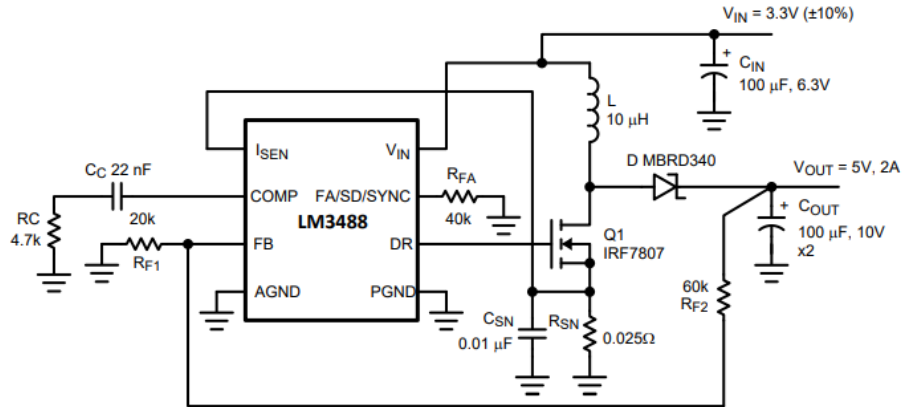 V_IN = 3.3V (±10%)
+
C_IN
100 µF, 6.3V
L
10 µH
I_SEN
V_IN
D MBRD340
V_OUT = 5V, 2A
C_C 22 nF
COMP
FA/SD/SYNC
R_FA
40k
LM3488
RC
4.7k
20k
R_F1
FB
DR
Q1
IRF7807
+
C_OUT
100 µF, 10V
x2
60k
R_F2
AGND
PGND
C_SN
0.01 µF
R_SN
0.025Ω